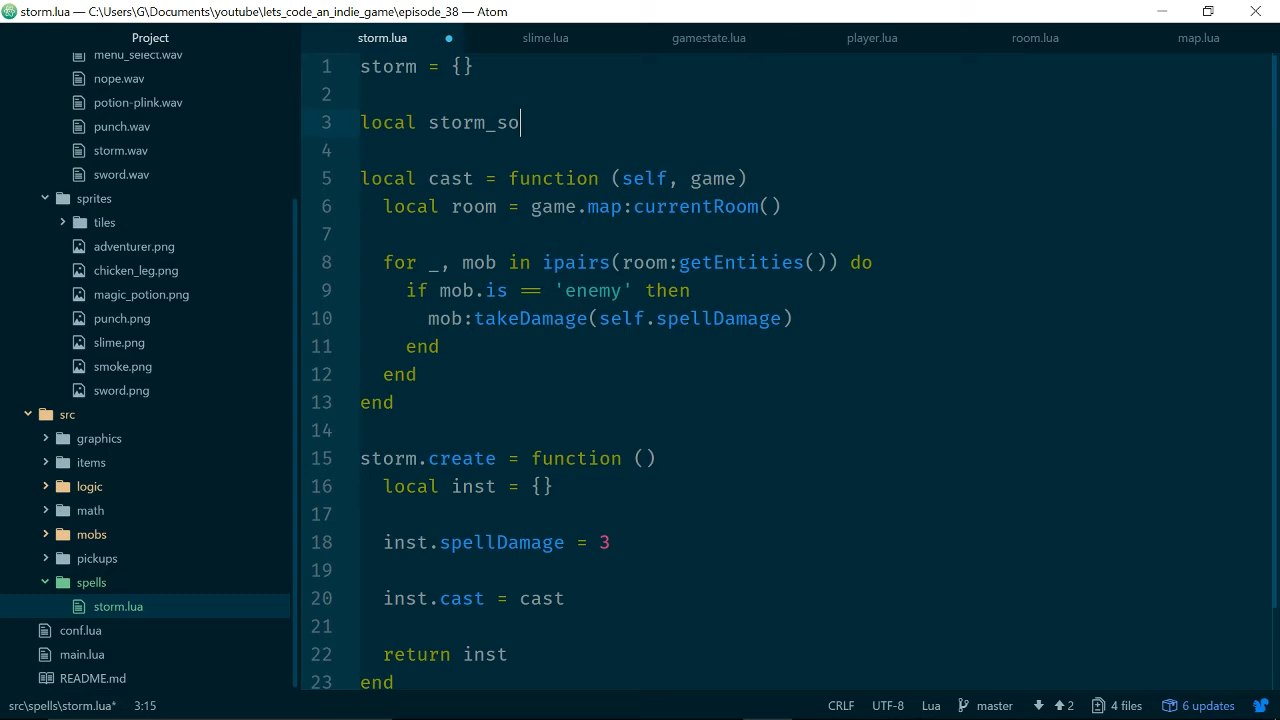 storm.lua — C:\Users\G\Documents\youtube\lets_code_an_indie_game\episode_38 — Atom
Project
storm.lua
slime.lua
gamestate.lua
player.lua
room.lua
map.lua
menu_select.wav
nope.wav
potion-plink.wav
punch.wav
storm.wav
sword.wav
sprites
tiles
adventurer.png
chicken_leg.png
magic_potion.png
punch.png
slime.png
smoke.png
sword.png
src
graphics
items
logic
math
mobs
pickups
spells
storm.lua
conf.lua
main.lua
README.md
1 storm = {}
2
3 local storm_so
4
5 local cast = function (self, game)
6 local room = game.map:currentRoom()
7
8 for _, mob in ipairs(room:getEntities()) do
9 if mob.is == 'enemy' then
10 mob:takeDamage(self.spellDamage)
11 end
12 end
13 end
14
15 storm.create = function ()
16 local inst = {}
17
18 inst.spellDamage = 3
19
20 inst.cast = cast
21
22 return inst
23 end
src\spells\storm.lua* 3:15
CRLF UTF-8 Lua master 2 4 files 6 updates